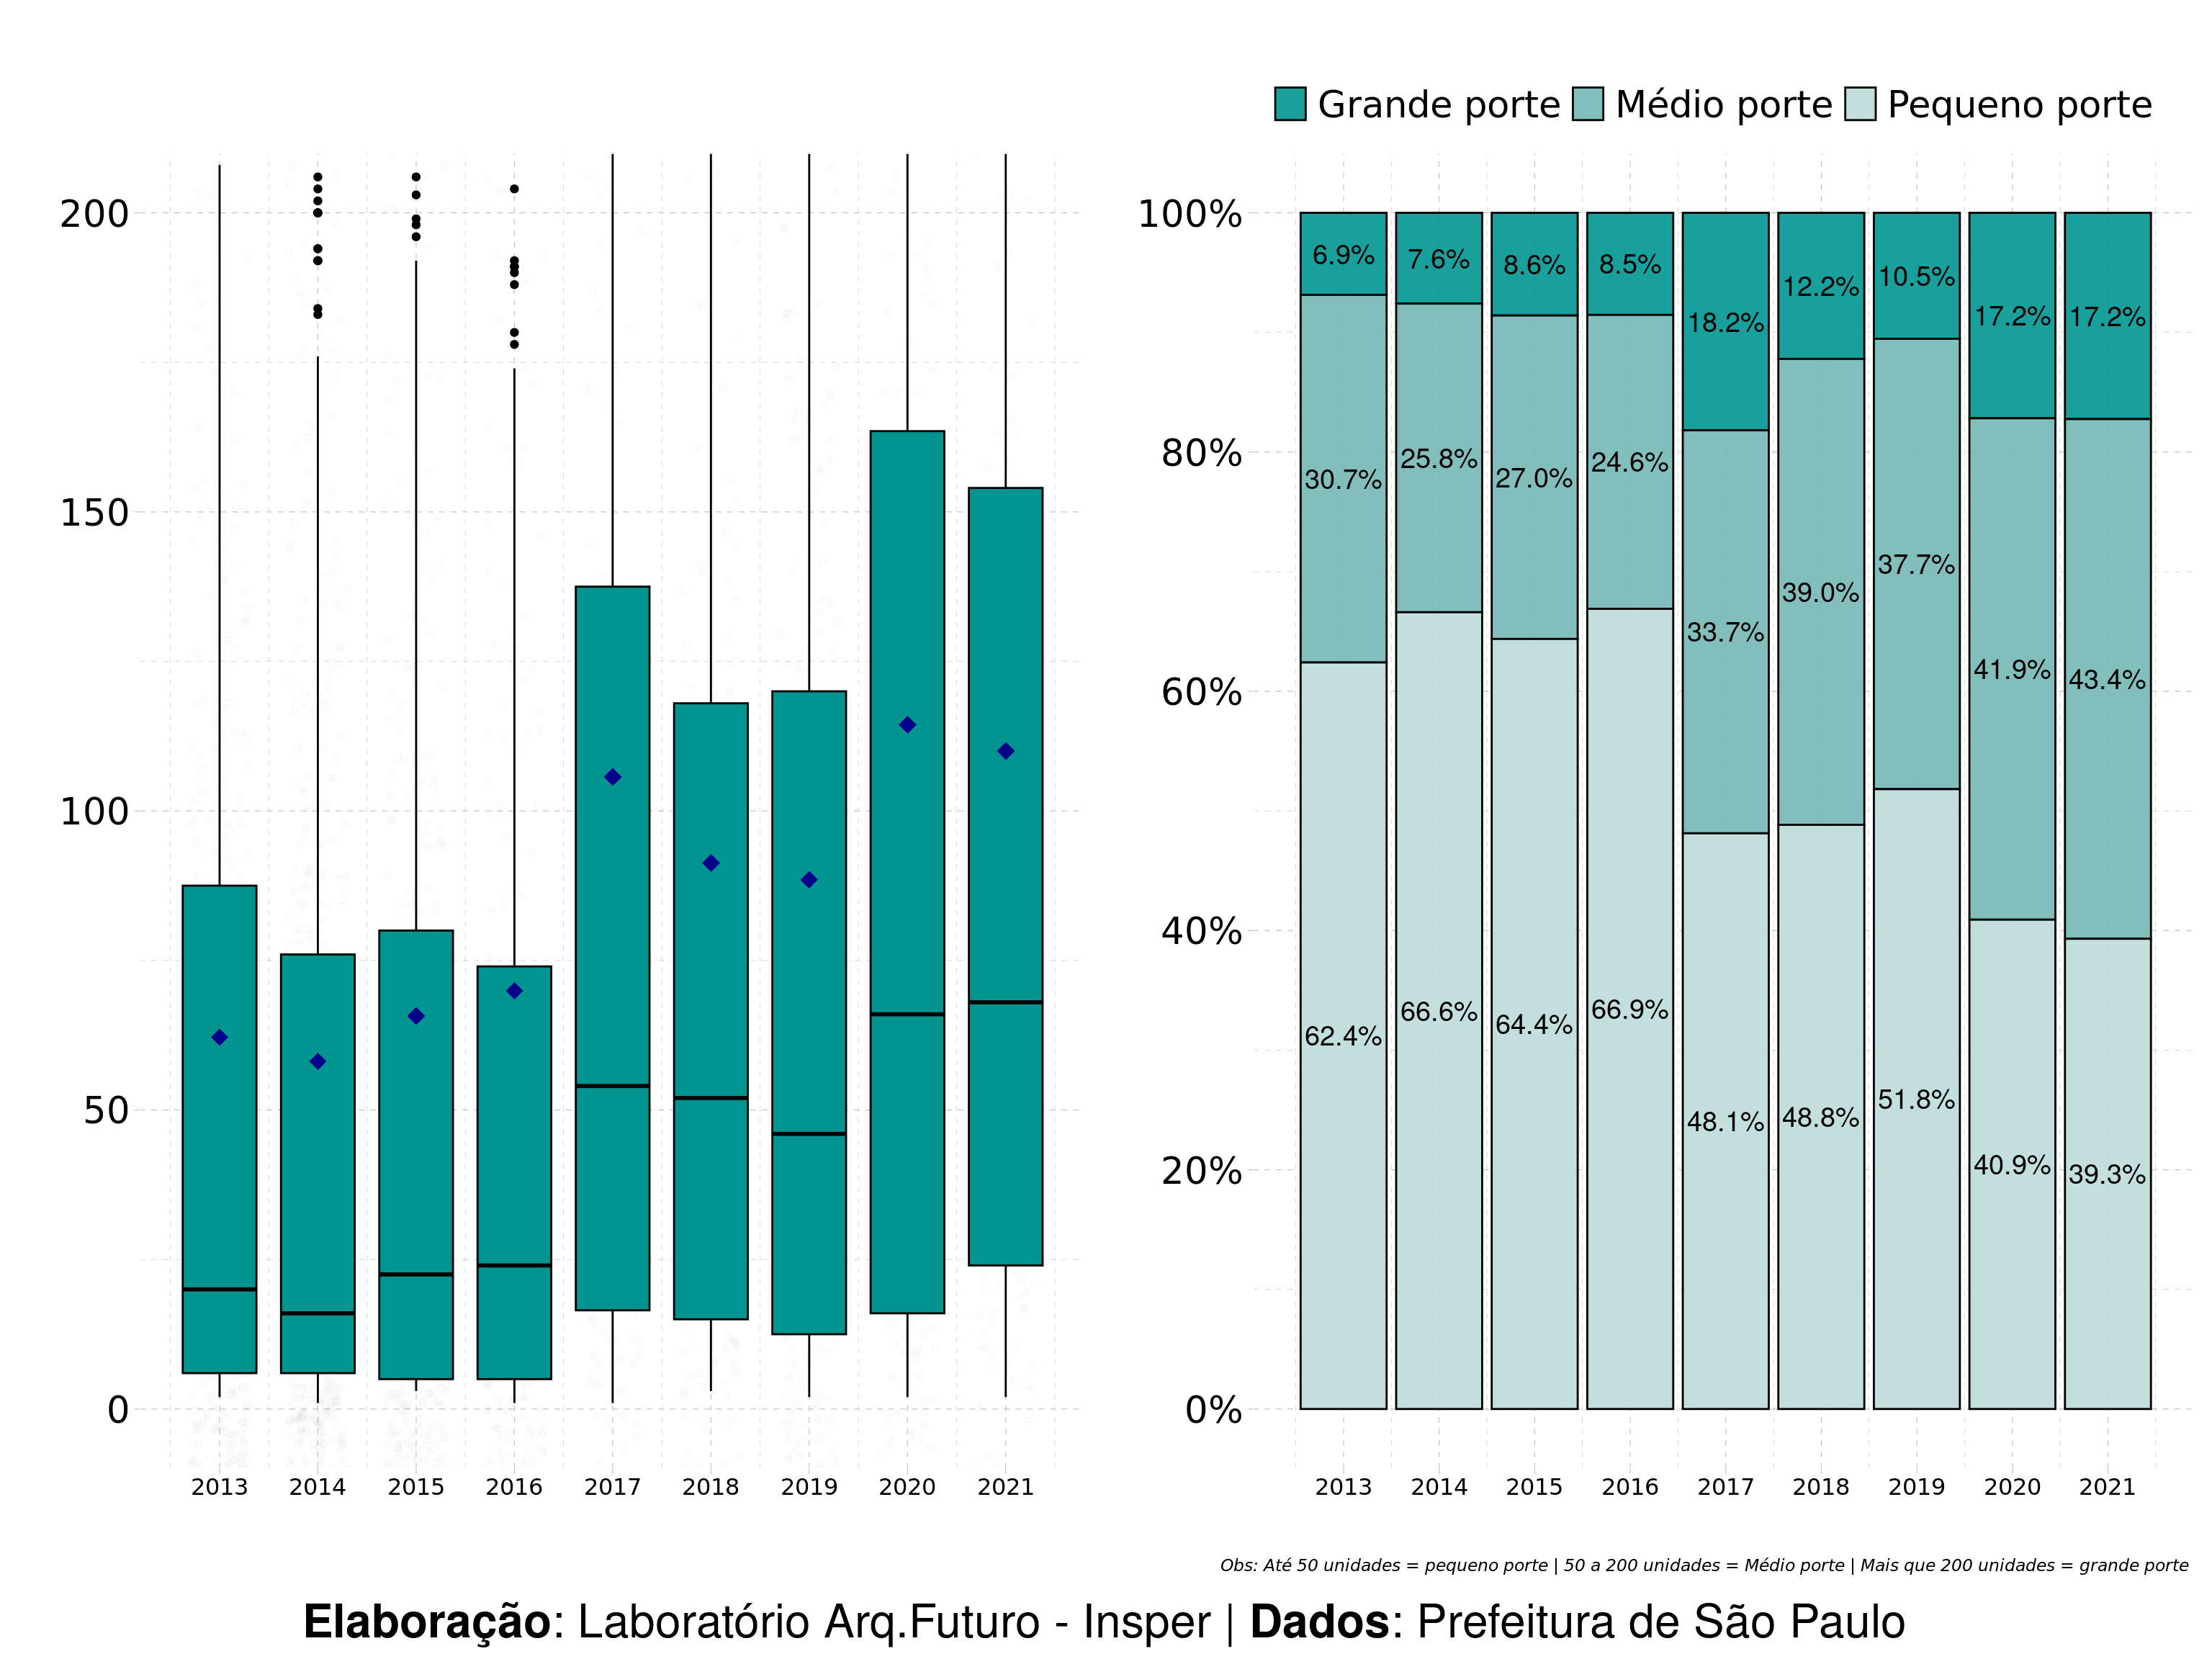 Grande porte Médio porte Pequeno porte
200
150
100
50
0
2013 2014 2015 2016 2017 2018 2019 2020 2021
100%
80%
60%
40%
20%
0%
6.9% 7.6% 8.6% 8.5% 18.2% 12.2% 10.5% 17.2% 17.2%
30.7% 25.8% 27.0% 24.6% 33.7% 39.0% 37.7% 41.9% 43.4%
62.4% 66.6% 64.4% 66.9% 48.1% 48.8% 51.8% 40.9% 39.3%
2013 2014 2015 2016 2017 2018 2019 2020 2021
Obs: Até 50 unidades = pequeno porte | 50 a 200 unidades = Médio porte | Mais que 200 unidades = grande porte
Elaboração: Laboratório Arq.Futuro - Insper | Dados: Prefeitura de São Paulo